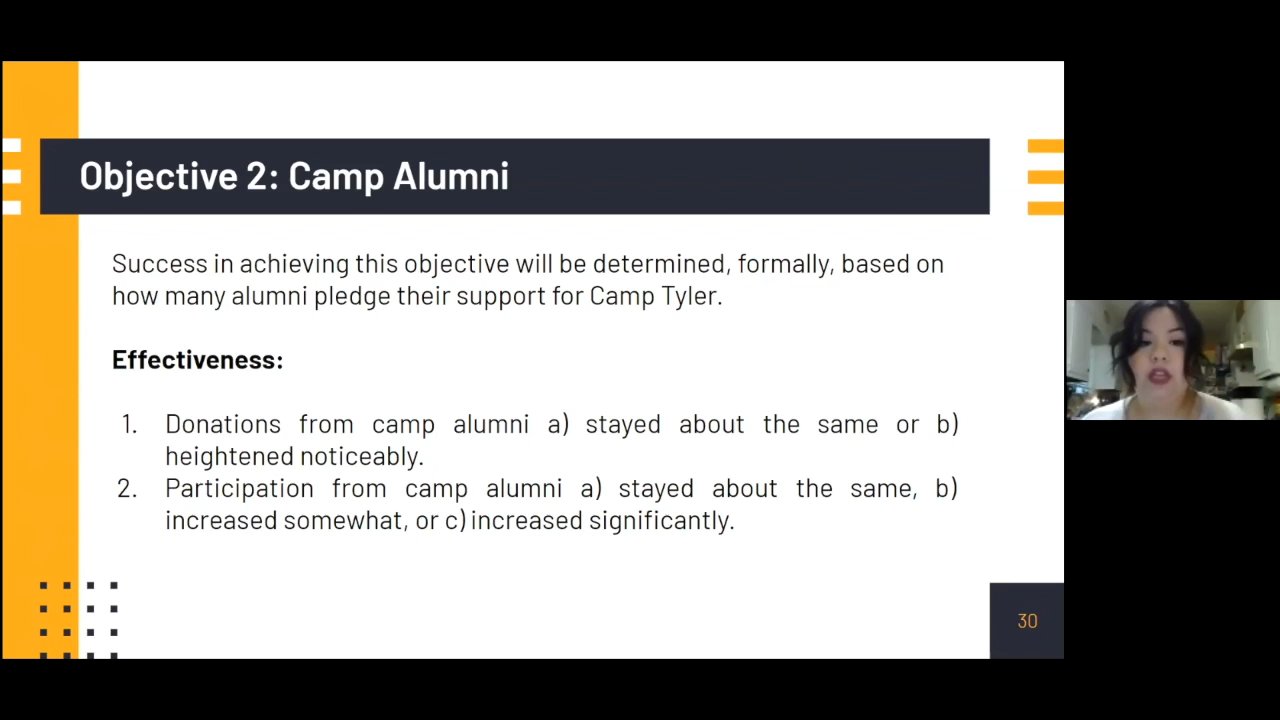 Objective 2: Camp Alumni
Success in achieving this objective will be determined, formally, based on
how many alumni pledge their support for Camp Tyler.
Effectiveness:
1. Donations from camp alumni a) stayed about the same or b)
heightened noticeably.
2. Participation from camp alumni a) stayed about the same, b)
increased somewhat, or c) increased significantly.
30